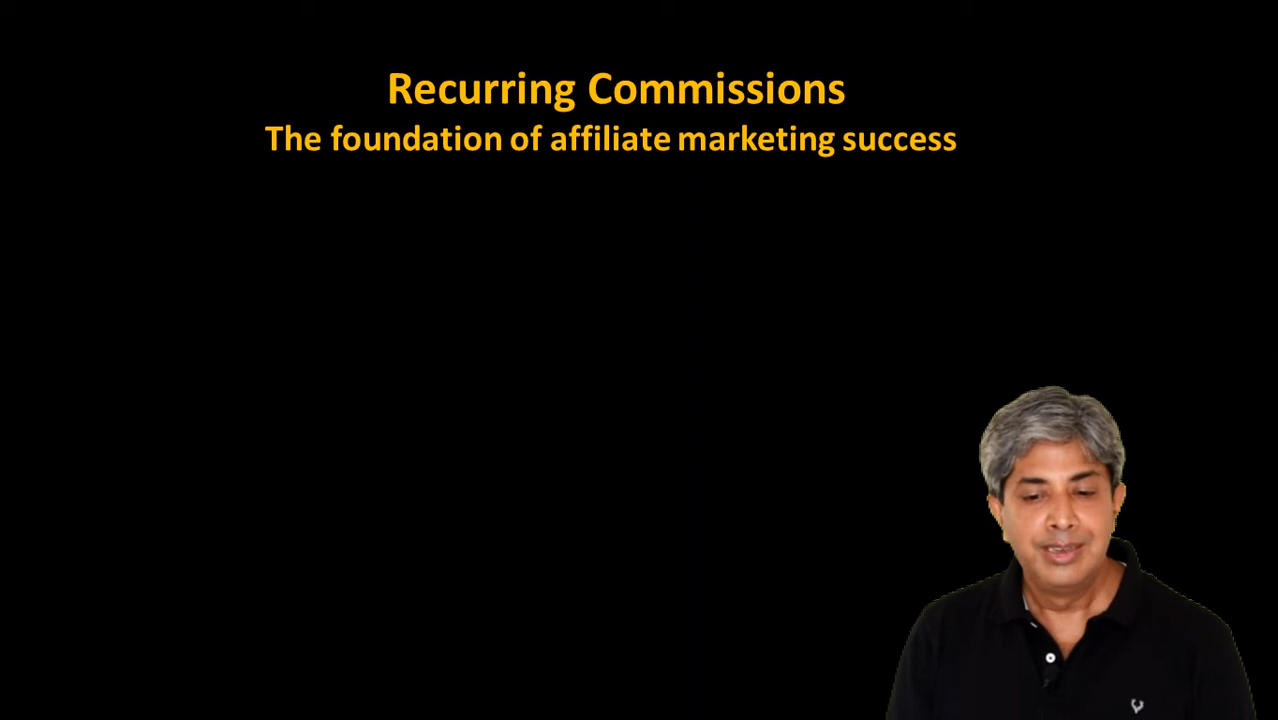 Recurring Commissions
The foundation of affiliate marketing success